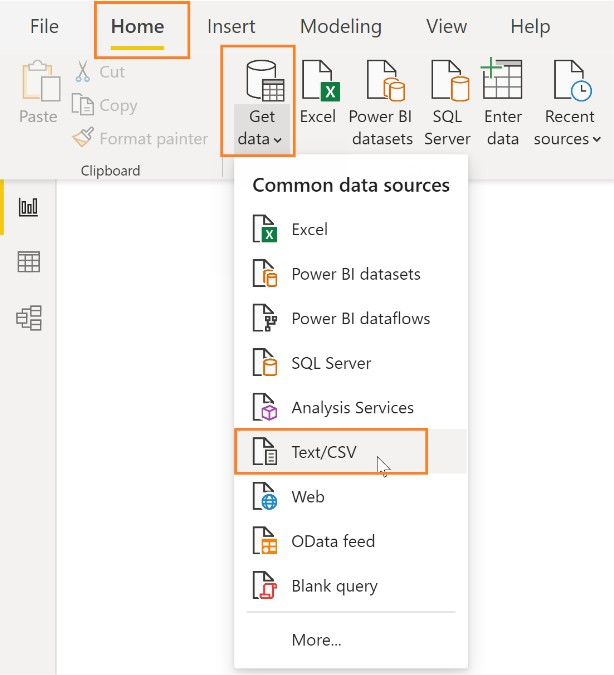 File Home Insert Modeling View Help
Paste
Cut
Copy
Format painter
Clipboard
Get data
Excel
Power BI datasets
SQL Server
Enter data
Recent sources
Common data sources
Excel
Power BI datasets
Power BI dataflows
SQL Server
Analysis Services
Text/CSV
Web
OData feed
Blank query
More...